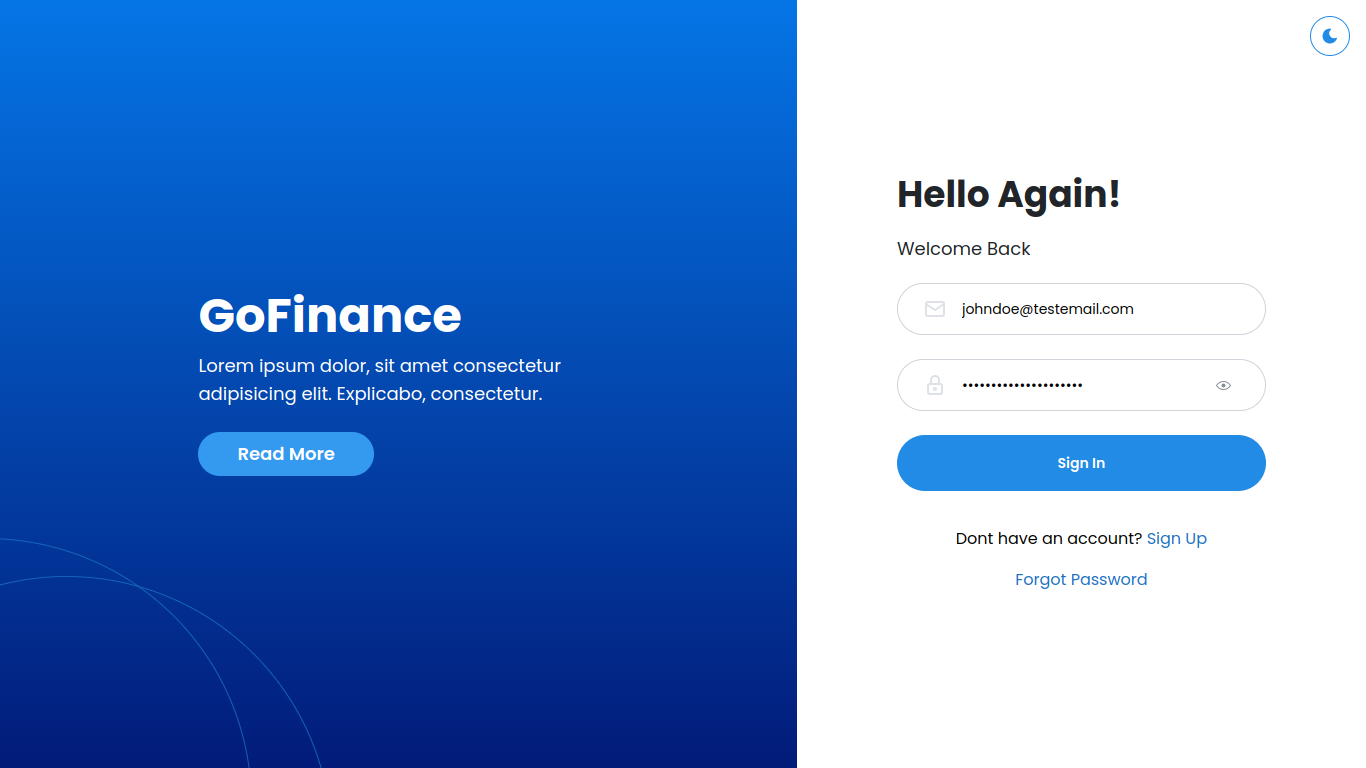 GoFinance
Lorem ipsum dolor, sit amet consectetur
adipisicing elit. Explicabo, consectetur.
Read More
Hello Again!
Welcome Back
johndoe@testemail.com
••••••••••••••••••••
Sign In
Dont have an account? Sign Up
Forgot Password